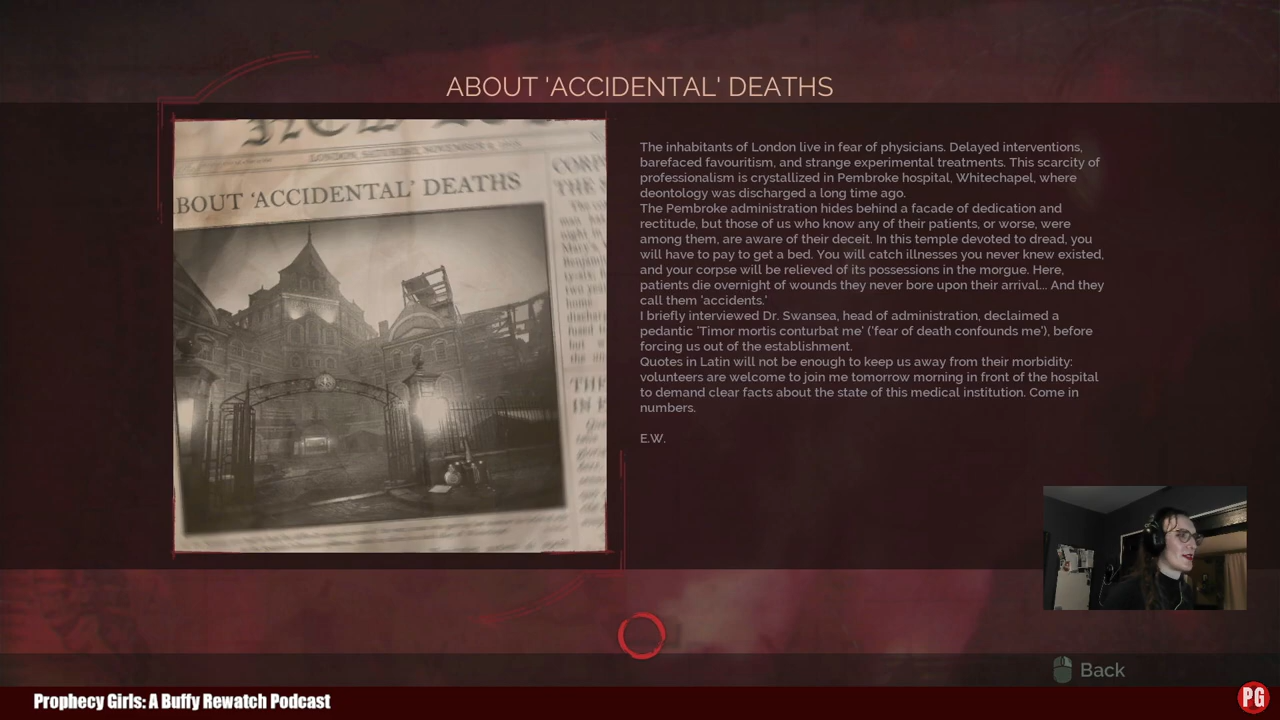 ABOUT 'ACCIDENTAL' DEATHS
LONDON SATURDAY NOVEMBER
BOUT 'ACCIDENTAL' DEATHS
The inhabitants of London live in fear of physicians. Delayed interventions,
barefaced favouritism, and strange experimental treatments. This scarcity of
professionalism is crystallized in Pembroke hospital, Whitechapel, where
deontology was discharged a long time ago.
The Pembroke administration hides behind a facade of dedication and
rectitude, but those of us who know any of their patients, or worse, were
among them, are aware of their deceit. In this temple devoted to dread, you
will have to pay to get a bed. You will catch illnesses you never knew existed,
and your corpse will be relieved of its possessions in the morgue. Here,
patients die overnight of wounds they never bore upon their arrival... And they
call them 'accidents.'
I briefly interviewed Dr. Swansea, head of administration, declaimed a
pedantic 'Timor mortis conturbat me' ('fear of death confounds me'), before
forcing us out of the establishment.
Quotes in Latin will not be enough to keep us away from their morbidity:
volunteers are welcome to join me tomorrow morning in front of the hospital
to demand clear facts about the state of this medical institution. Come in
numbers.
E.W.
Back
Prophecy Girls: A Buffy Rewatch Podcast
PG